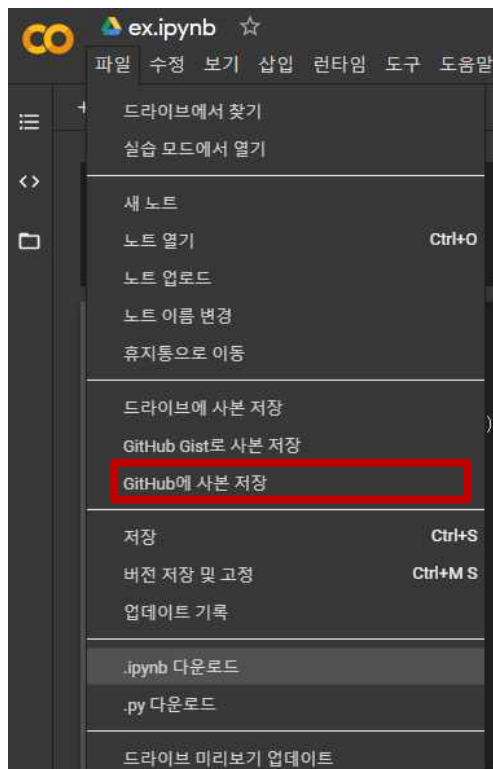 ex.ipynb
파일 수정 보기 삽입 런타임 도구 도움말
+ 드라이브에서 찾기
실습 모드에서 열기
새 노트
노트 열기 Ctrl+O
노트 업로드
노트 이름 변경
휴지통으로 이동
드라이브에 사본 저장
)
GitHub Gist로 사본 저장
GitHub에 사본 저장
저장 Ctrl+S
버전 저장 및 고정 Ctrl+M S
업데이트 기록
.ipynb 다운로드
.py 다운로드
드라이브 미리보기 업데이트